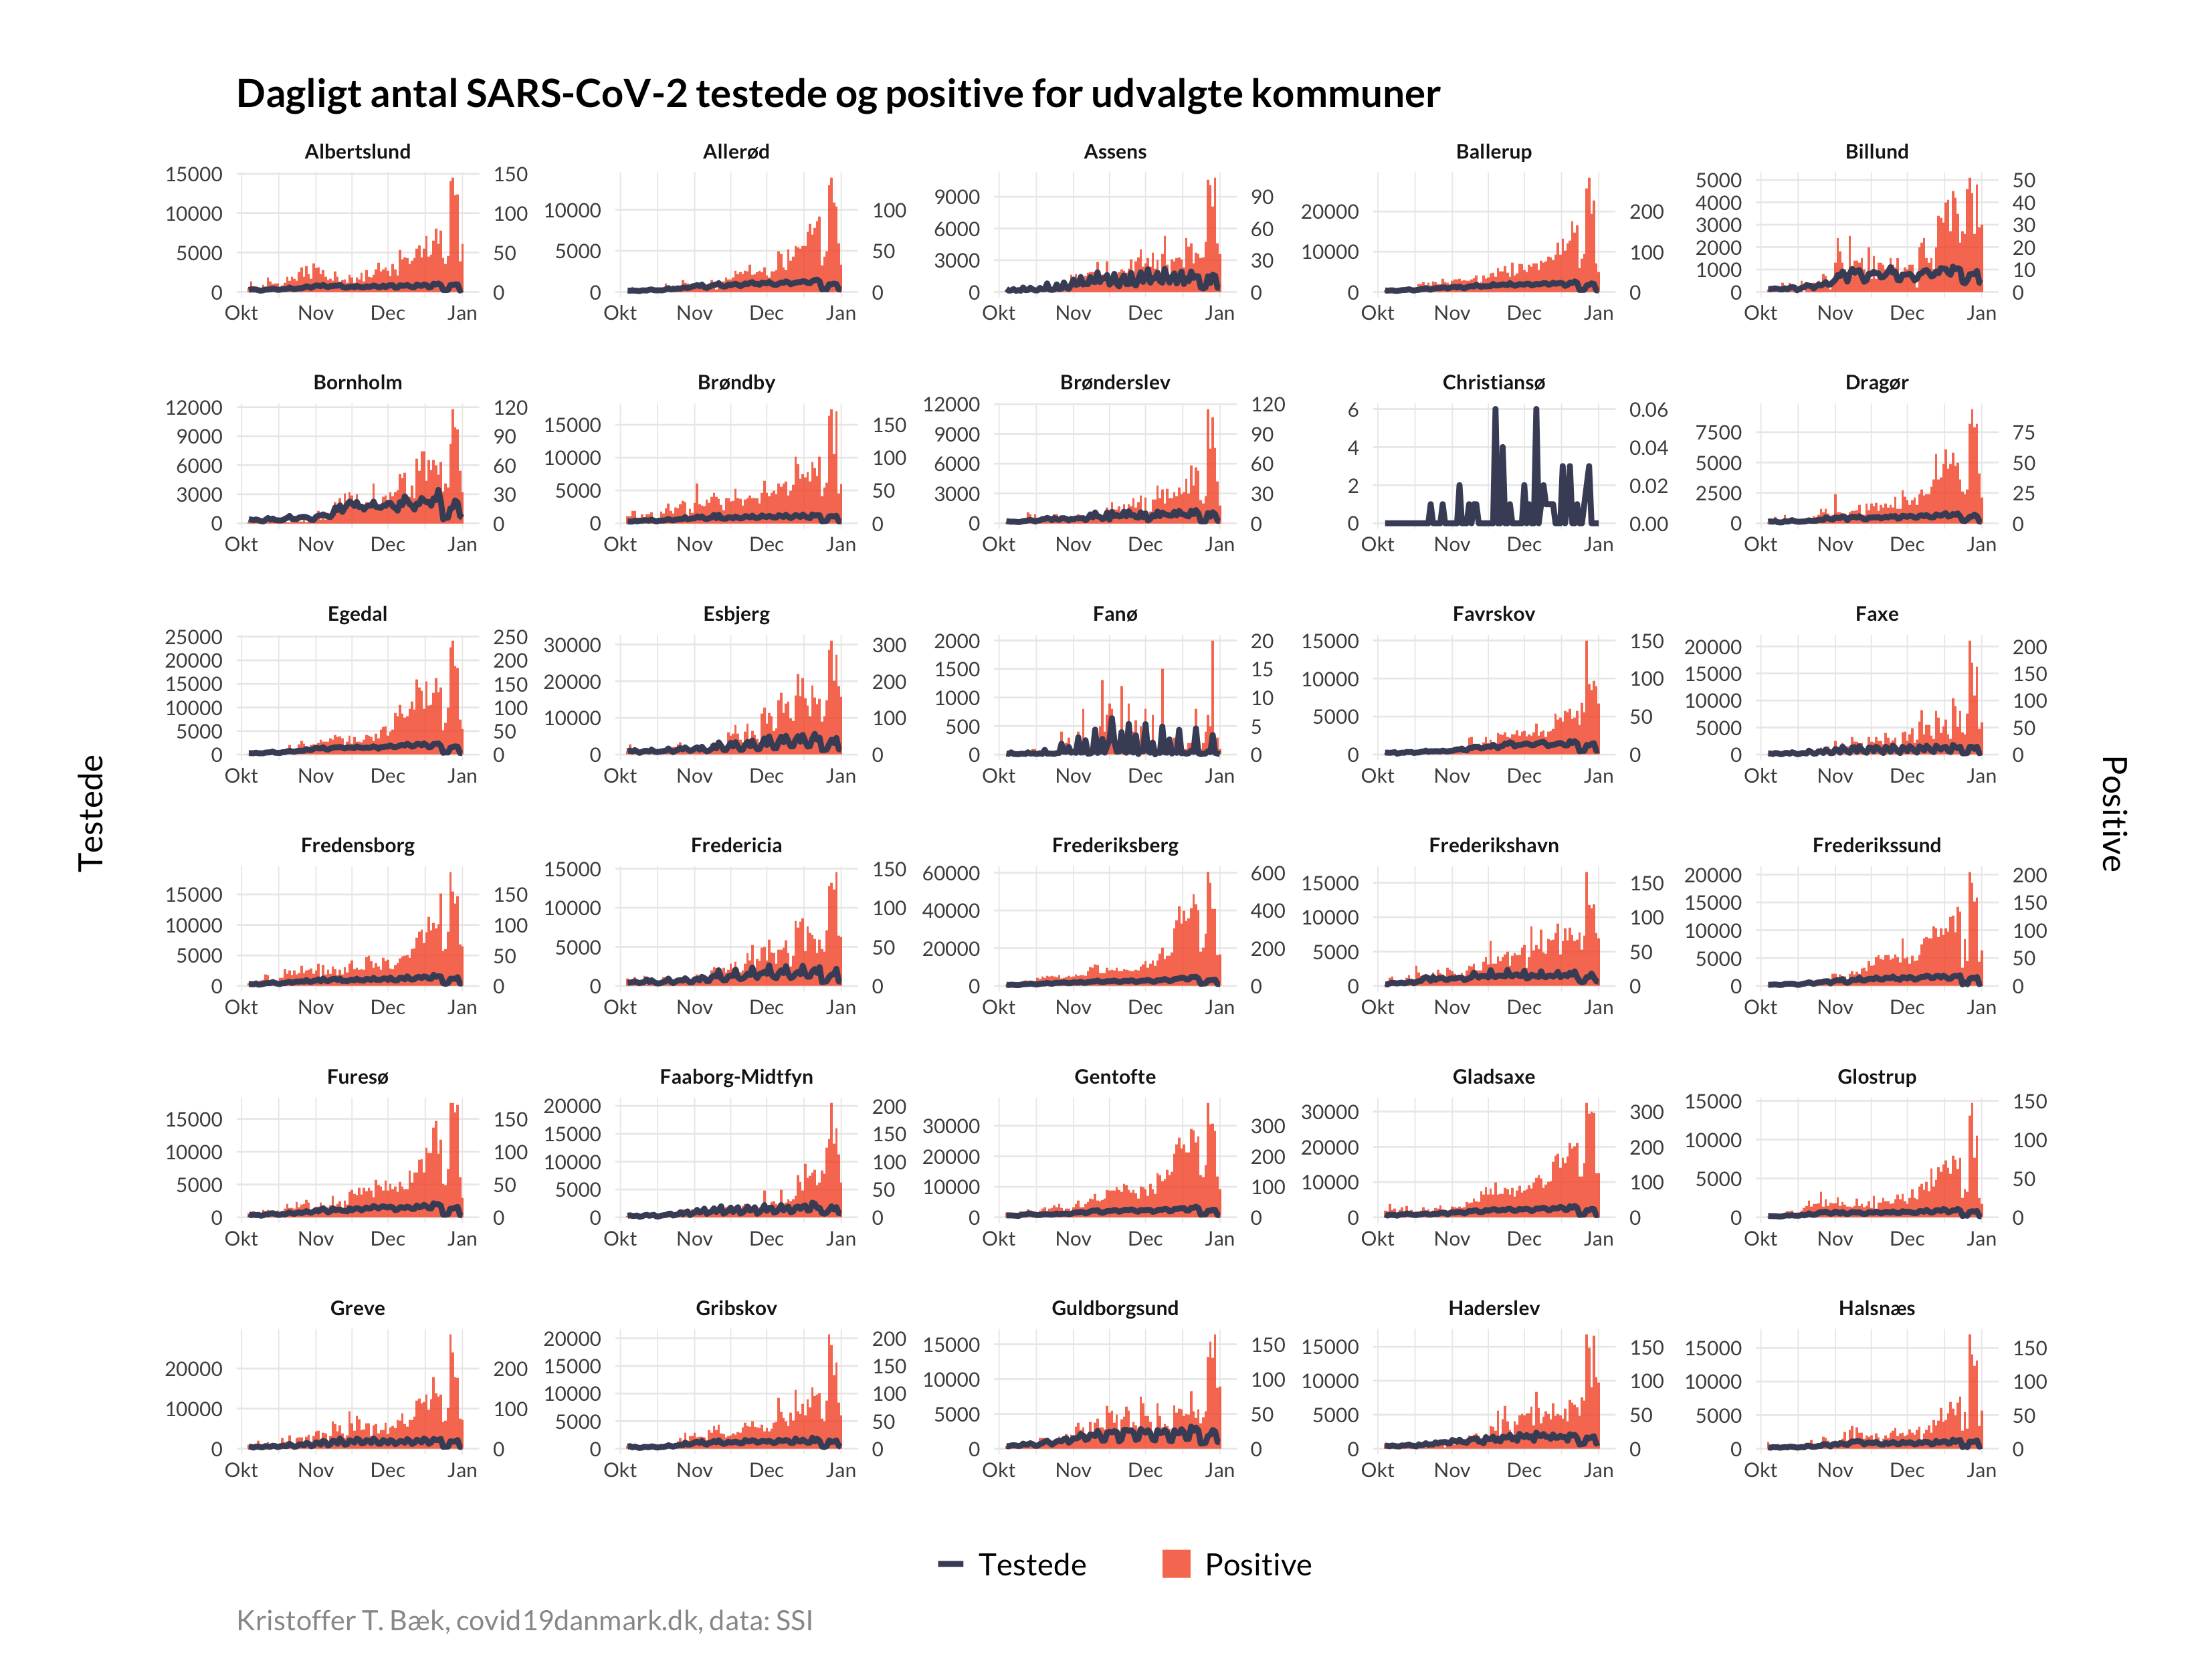 Dagligt antal SARS-CoV-2 testede og positive for udvalgte kommuner
Albertslund Allerød Assens Ballerup Billund
15000 150 10000 100 9000 90 20000 200 5000 50
10000 100 5000 50 6000 60 10000 100 4000 40
5000 50 0 0 3000 30 0 0 3000 30
0 0 0 0 2000 20
1000 10
0 0
Okt Nov Dec Jan Okt Nov Dec Jan Okt Nov Dec Jan Okt Nov Dec Jan Okt Nov Dec Jan
Bornholm Brøndby Brønderslev Christiansø Dragør
12000 120 15000 150 12000 120 6 0.06 7500 75
9000 90 10000 100 9000 90 4 0.04 5000 50
6000 60 5000 50 6000 60 2 0.02 2500 25
3000 30 0 0 3000 30 0 0.00 0 0
0 0 0 0
Okt Nov Dec Jan Okt Nov Dec Jan Okt Nov Dec Jan Okt Nov Dec Jan Okt Nov Dec Jan
Egedal Esbjerg Fanø Favrskov Faxe
25000 250 30000 300 2000 20 15000 150 20000 200
20000 200 20000 200 1500 15 10000 100 15000 150
15000 150 10000 100 1000 10 5000 50 10000 100
10000 100 0 0 500 5 0 0 5000 50
5000 50 0 0 0 0
0 0
Okt Nov Dec Jan Okt Nov Dec Jan Okt Nov Dec Jan Okt Nov Dec Jan Okt Nov Dec Jan
Testede
Positive
Fredensborg Fredericia Frederiksberg Frederikshavn Frederikssund
15000 150 15000 150 60000 600 15000 150 20000 200
10000 100 10000 100 40000 400 10000 100 15000 150
5000 50 5000 50 20000 200 5000 50 10000 100
0 0 0 0 0 0 0 0 5000 50
0 0
Okt Nov Dec Jan Okt Nov Dec Jan Okt Nov Dec Jan Okt Nov Dec Jan Okt Nov Dec Jan
Furesø Faaborg-Midtfyn Gentofte Gladsaxe Glostrup
15000 150 20000 200 30000 300 30000 300 15000 150
10000 100 15000 150 20000 200 20000 200 10000 100
5000 50 10000 100 10000 100 10000 100 5000 50
0 0 5000 50 0 0 0 0 0 0
0 0
Okt Nov Dec Jan Okt Nov Dec Jan Okt Nov Dec Jan Okt Nov Dec Jan Okt Nov Dec Jan
Greve Gribskov Guldborgsund Haderslev Halsnæs
20000 200 20000 200 15000 150 15000 150 15000 150
10000 100 15000 150 10000 100 10000 100 10000 100
0 0 10000 100 5000 50 5000 50 5000 50
5000 50 0 0 0 0 0 0
0 0
Okt Nov Dec Jan Okt Nov Dec Jan Okt Nov Dec Jan Okt Nov Dec Jan Okt Nov Dec Jan
Testede Positive
Kristoffer T. Bæk, covid19danmark.dk, data: SSI